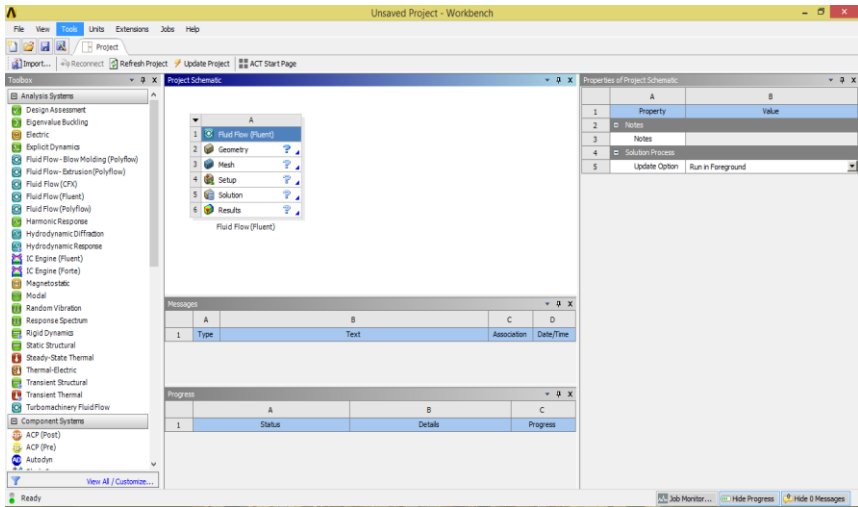 Unsaved Project - Workbench
File View Tools Units Extensions Jobs Help
Project
Import... Reconnect Refresh Project Update Project ACT Start Page
Toolbox
Analysis Systems
Design Assessment
Eigenvalue Buckling
Electric
Explicit Dynamics
Fluid Flow - Blow Molding (Polyflow)
Fluid Flow - Extrusion (Polyflow)
Fluid Flow (CFX)
Fluid Flow (Fluent)
Fluid Flow (Polyflow)
Harmonic Response
Hydrodynamic Diffraction
Hydrodynamic Response
IC Engine (Fluent)
IC Engine (Forte)
Magnetostatic
Modal
Random Vibration
Response Spectrum
Rigid Dynamics
Static Structural
Steady-State Thermal
Thermal-Electric
Transient Structural
Transient Thermal
Turbomachinery Fluid Flow
Component Systems
ACP (Post)
ACP (Pre)
Autodyn
View All / Customize...
Project Schematic
A
1 Fluid Flow (Fluent)
2 Geometry ?
3 Mesh ?
4 Setup ?
5 Solution ?
6 Results ?
Fluid Flow (Fluent)
Messages
A B C D
1 Type Text Association Date/Time
Progress
A B C
1 Status Details Progress
Properties of Project Schematic
A B
1 Property Value
2 Notes
3 Notes
4 Solution Process
5 Update Option Run in Foreground
Ready
Job Monitor... Hide Progress Hide 0 Messages